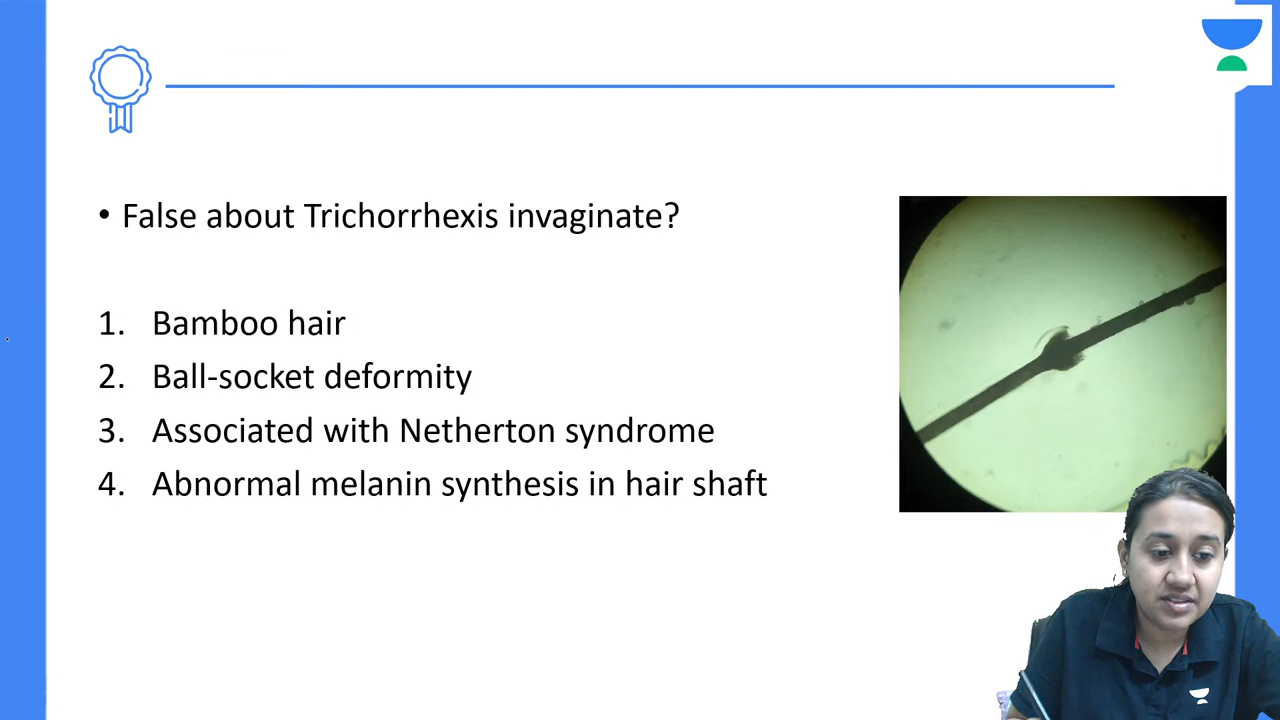 • False about Trichorrhexis invaginate?
1. Bamboo hair
2. Ball-socket deformity
3. Associated with Netherton syndrome
4. Abnormal melanin synthesis in hair shaft